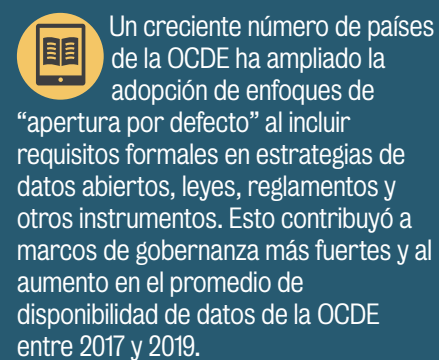 Un creciente número de países
de la OCDE ha ampliado la
adopción de enfoques de
“apertura por defecto” al incluir
requisitos formales en estrategias de
datos abiertos, leyes, reglamentos y
otros instrumentos. Esto contribuyó a
marcos de gobernanza más fuertes y al
aumento en el promedio de
disponibilidad de datos de la OCDE
entre 2017 y 2019.